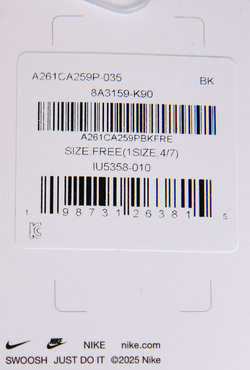 A261CA259P-035 BK
8A3159-K90
A261CA259PBKFRE
SIZE,FREE(1SIZE,4/7)
IU5358-010
1 98731 26381 5
NIKE nike.com
SWOOSH JUST DO IT ©2025 Nike